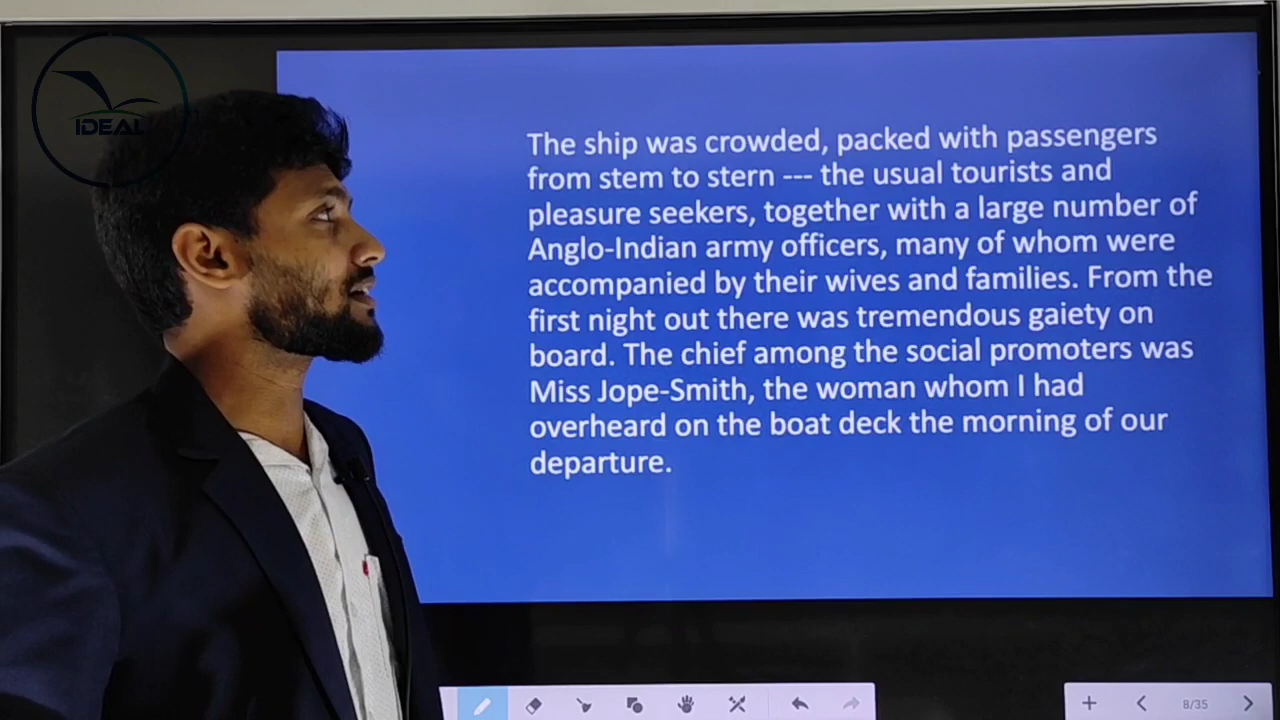 IDEAL
The ship was crowded, packed with passengers
from stem to stern --- the usual tourists and
pleasure seekers, together with a large number of
Anglo-Indian army officers, many of whom were
accompanied by their wives and families. From the
first night out there was tremendous gaiety on
board. The chief among the social promoters was
Miss Jope-Smith, the woman whom I had
overheard on the boat deck the morning of our
departure.
8/35